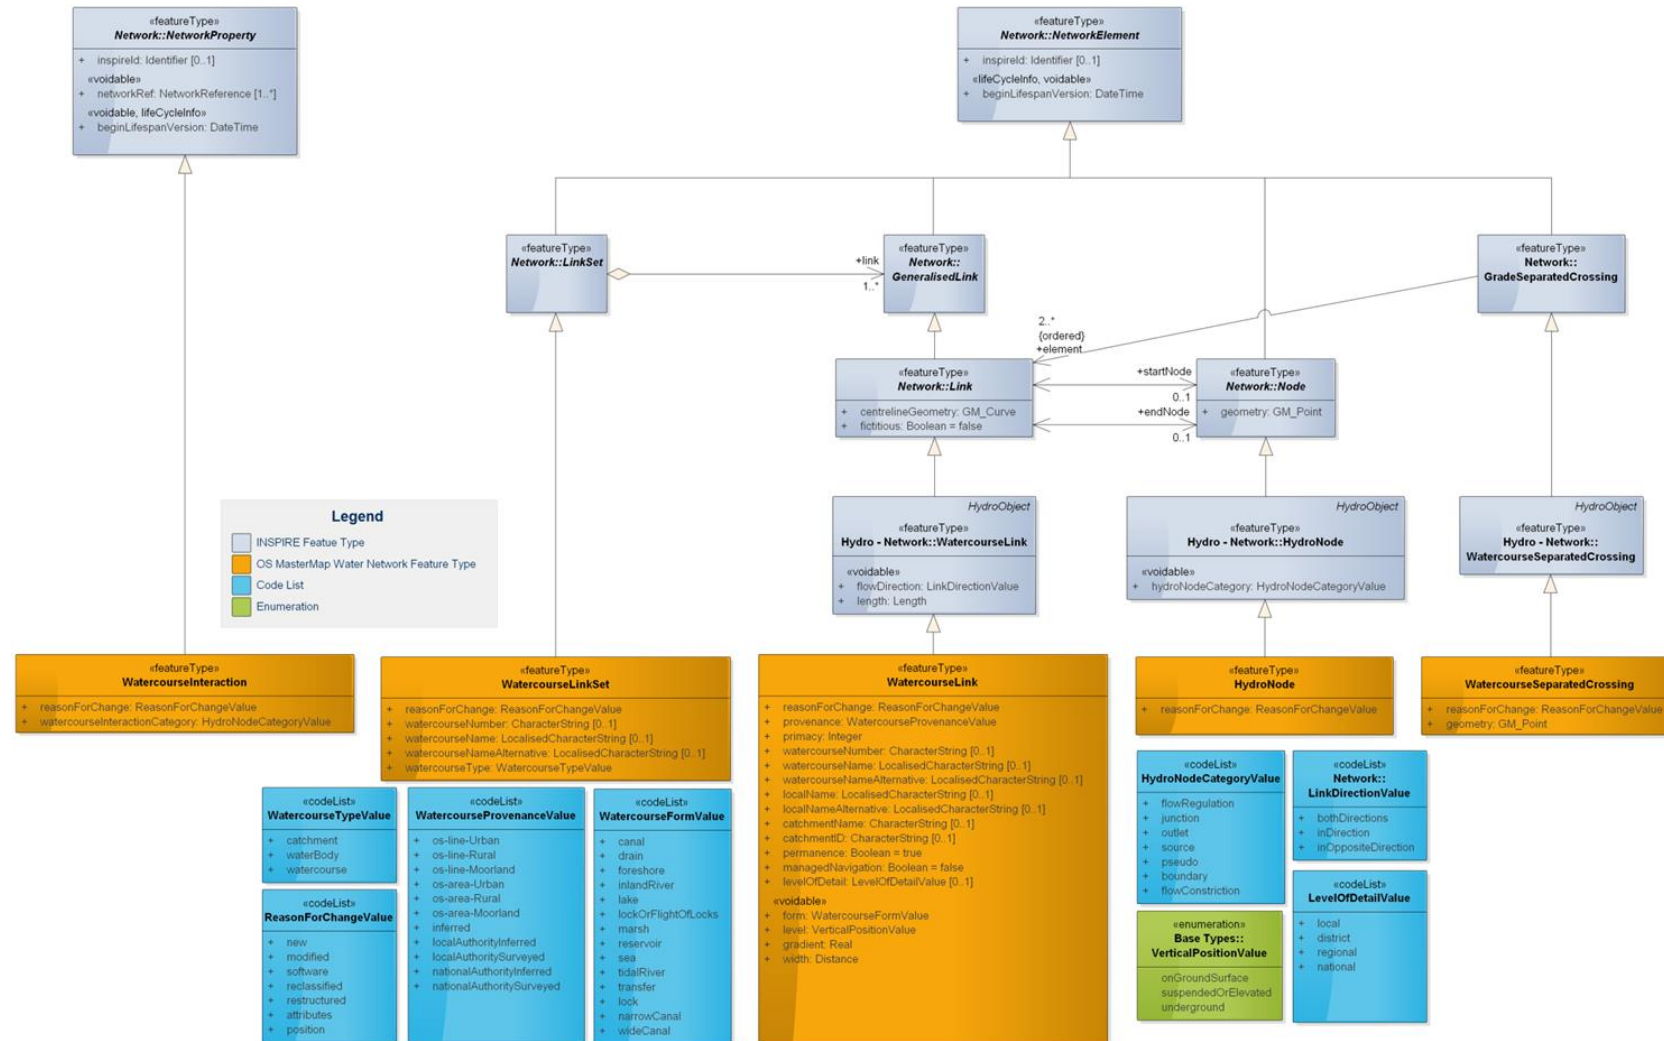 «featureType»
Network::NetworkProperty
+ inspireId: Identifier [0..1]
«voidable»
+ networkRef: NetworkReference [1..*]
«voidable, lifeCycleInfo»
+ beginLifespanVersion: DateTime
«featureType»
Network::NetworkElement
+ inspireId: Identifier [0..1]
«lifeCycleInfo, voidable»
+ beginLifespanVersion: DateTime
«featureType»
Network::LinkSet
+link
1..*
«featureType»
Network::
GeneralisedLink
«featureType»
Network::
GradeSeparatedCrossing
2..*
{ordered}
+element
«featureType»
Network::Link
+ centrelineGeometry: GM_Curve
+ fictitious: Boolean = false
+startNode
0..1
+endNode
0..1
«featureType»
Network::Node
+ geometry: GM_Point
Legend
INSPIRE Featue Type
OS MasterMap Water Network Feature Type
Code List
Enumeration
HydroObject
«featureType»
Hydro - Network::WatercourseLink
«voidable»
+ flowDirection: LinkDirectionValue
+ length: Length
HydroObject
«featureType»
Hydro - Network::HydroNode
«voidable»
+ hydroNodeCategory: HydroNodeCategoryValue
HydroObject
«featureType»
Hydro - Network::
WatercourseSeparatedCrossing
«featureType»
WatercourseInteraction
+ reasonForChange: ReasonForChangeValue
+ watercourseInteractionCategory: HydroNodeCategoryValue
«featureType»
WatercourseLinkSet
+ reasonForChange: ReasonForChangeValue
+ watercourseNumber: CharacterString [0..1]
+ watercourseName: LocalisedCharacterString [0..1]
+ watercourseNameAlternative: LocalisedCharacterString [0..1]
+ watercourseType: WatercourseTypeValue
«featureType»
WatercourseLink
+ reasonForChange: ReasonForChangeValue
+ provenance: WatercourseProvenanceValue
+ primacy: Integer
+ watercourseNumber: CharacterString [0..1]
+ watercourseName: LocalisedCharacterString [0..1]
+ watercourseNameAlternative: LocalisedCharacterString [0..1]
+ localName: LocalisedCharacterString [0..1]
+ localNameAlternative: LocalisedCharacterString [0..1]
+ catchmentName: CharacterString [0..1]
+ catchmentID: CharacterString [0..1]
+ permanence: Boolean = true
+ managedNavigation: Boolean = false
+ levelOfDetail: LevelOfDetailValue [0..1]
«voidable»
+ form: WatercourseFormValue
+ level: VerticalPositionValue
+ gradient: Real
+ width: Distance
«featureType»
HydroNode
+ reasonForChange: ReasonForChangeValue
«featureType»
WatercourseSeparatedCrossing
+ reasonForChange: ReasonForChangeValue
+ geometry: GM_Point
«codeList»
WatercourseTypeValue
+ catchment
+ waterBody
+ watercourse
«codeList»
ReasonForChangeValue
+ new
+ modified
+ software
+ reclassified
+ restructured
+ attributes
+ position
«codeList»
WatercourseProvenanceValue
+ os-line-Urban
+ os-line-Rural
+ os-line-Moorland
+ os-area-Urban
+ os-area-Rural
+ os-area-Moorland
+ inferred
+ localAuthorityInferred
+ localAuthoritySurveyed
+ nationalAuthorityInferred
+ nationalAuthoritySurveyed
«codeList»
WatercourseFormValue
+ canal
+ drain
+ foreshore
+ inlandRiver
+ lake
+ lockOrFlightOfLocks
+ marsh
+ reservoir
+ sea
+ tidalRiver
+ transfer
+ lock
+ narrowCanal
+ wideCanal
«codeList»
HydroNodeCategoryValue
+ flowRegulation
+ junction
+ outlet
+ source
+ pseudo
+ boundary
+ flowConstriction
«enumeration»
Base Types::
VerticalPositionValue
onGroundSurface
suspendedOrElevated
underground
«codeList»
Network::
LinkDirectionValue
+ bothDirections
+ inDirection
+ inOppositeDirection
«codeList»
LevelOfDetailValue
+ local
+ district
+ regional
+ national